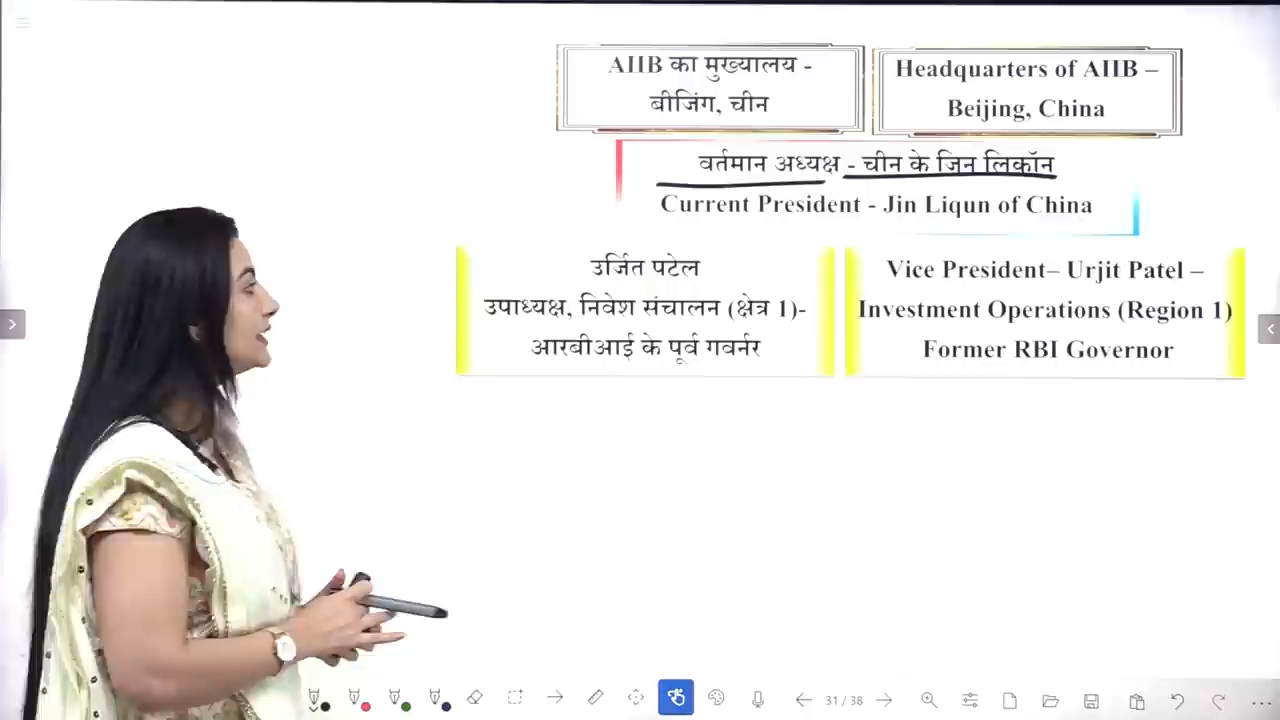 AIIB का मुख्यालय -
बीजिंग, चीन
Headquarters of AIIB –
Beijing, China
वर्तमान अध्यक्ष - चीन के जिन लिकॉन
Current President - Jin Liqun of China
उर्जित पटेल
उपाध्यक्ष, निवेश संचालन (क्षेत्र 1)-
आरबीआई के पूर्व गवर्नर
Vice President– Urjit Patel –
Investment Operations (Region 1)
Former RBI Governor
31 / 38